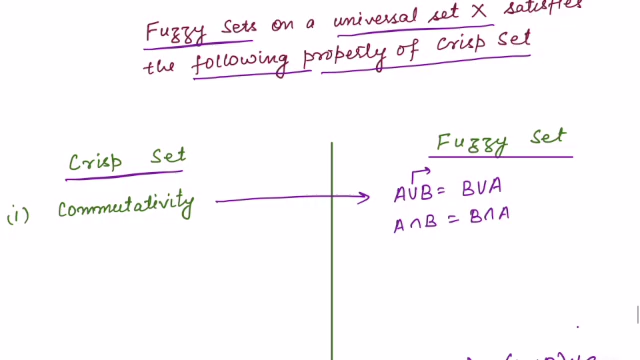 Fuzzy Sets on a universal set X satisfies
the following property of Crisp Set
Crisp Set
Fuzzy Set
(i) Commutativity
A∪B = B∪A
A∩B = B∩A